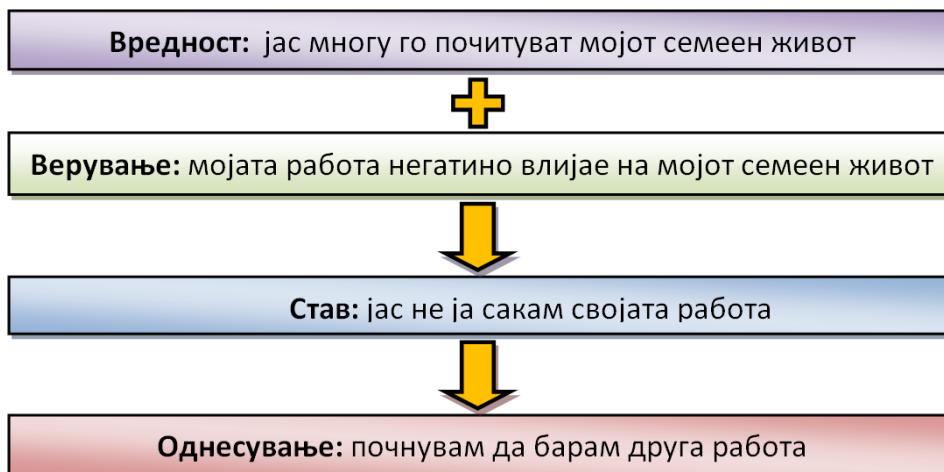 Вредност: јас многу го почитуват мојот семеен живот
Верување: мојата работа негатино влијае на мојот семеен живот
Став: јас не ја сакам својата работа
Однесување: почнувам да барам друга работа